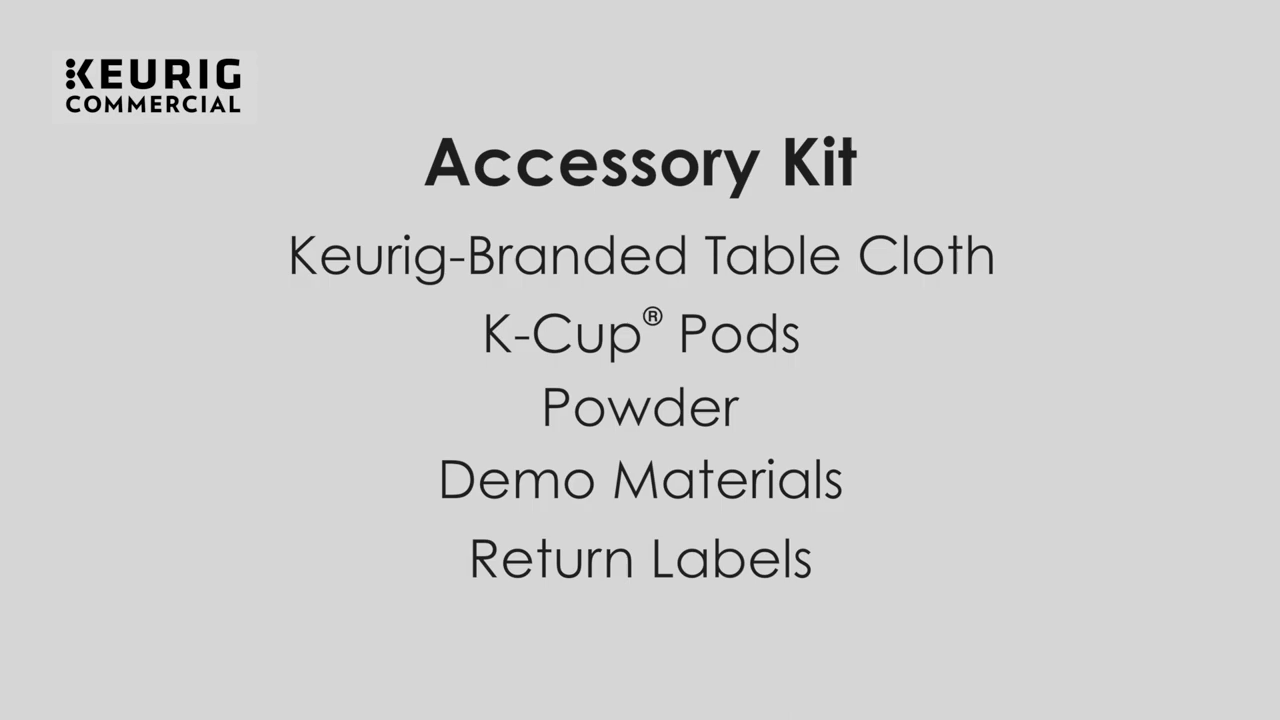 KEURIG
COMMERCIAL
Accessory Kit
Keurig-Branded Table Cloth
K-Cup® Pods
Powder
Demo Materials
Return Labels